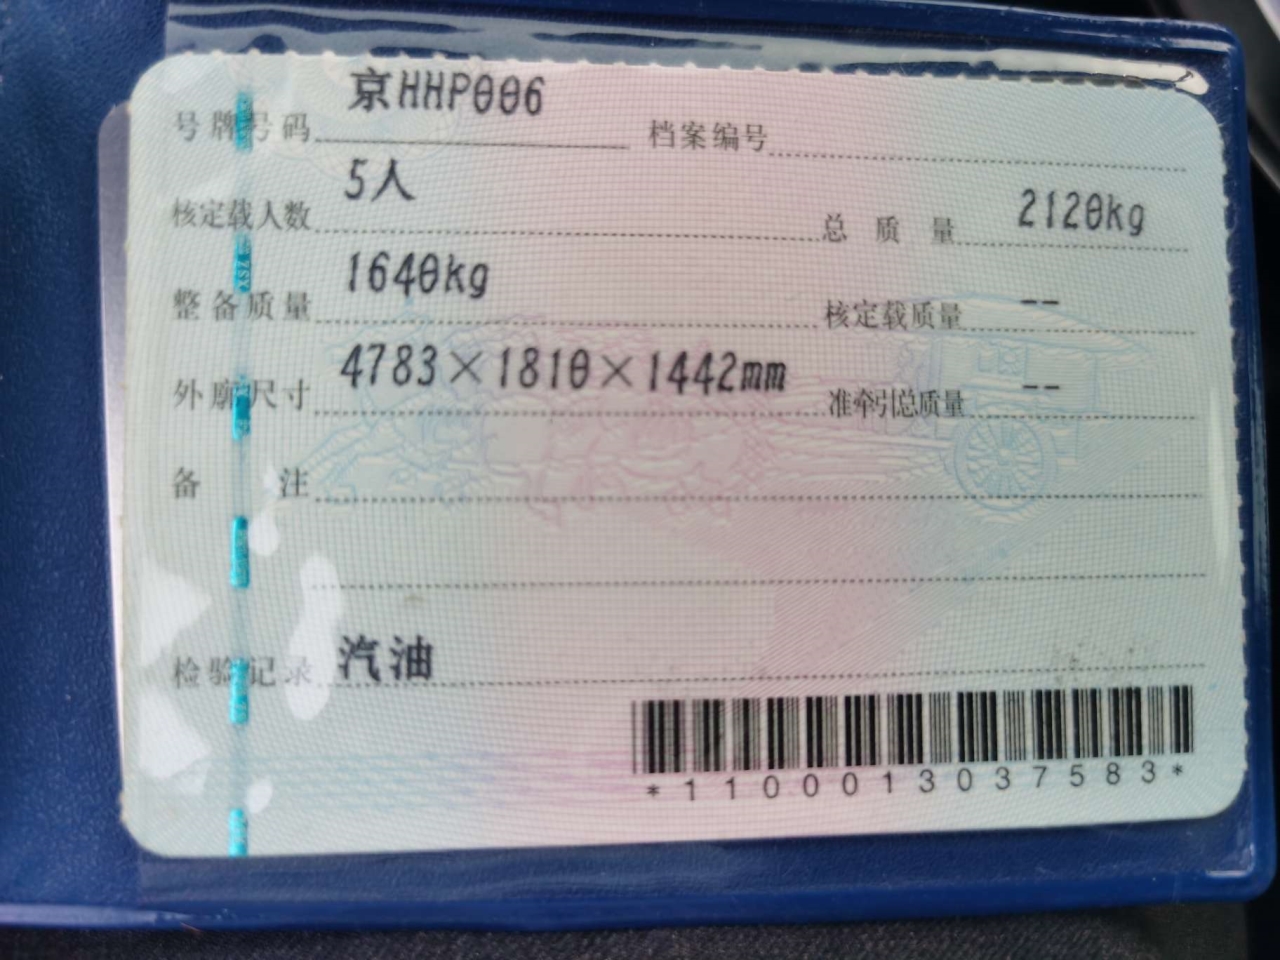 号牌号码 京HHP006 档案编号
核定载人数 5人 总质量 2120kg
整备质量 1640kg 核定载质量 --
外廓尺寸 4783×1810×1442mm 准牵引总质量 --
备注
检验记录 汽油
*1100013037583*